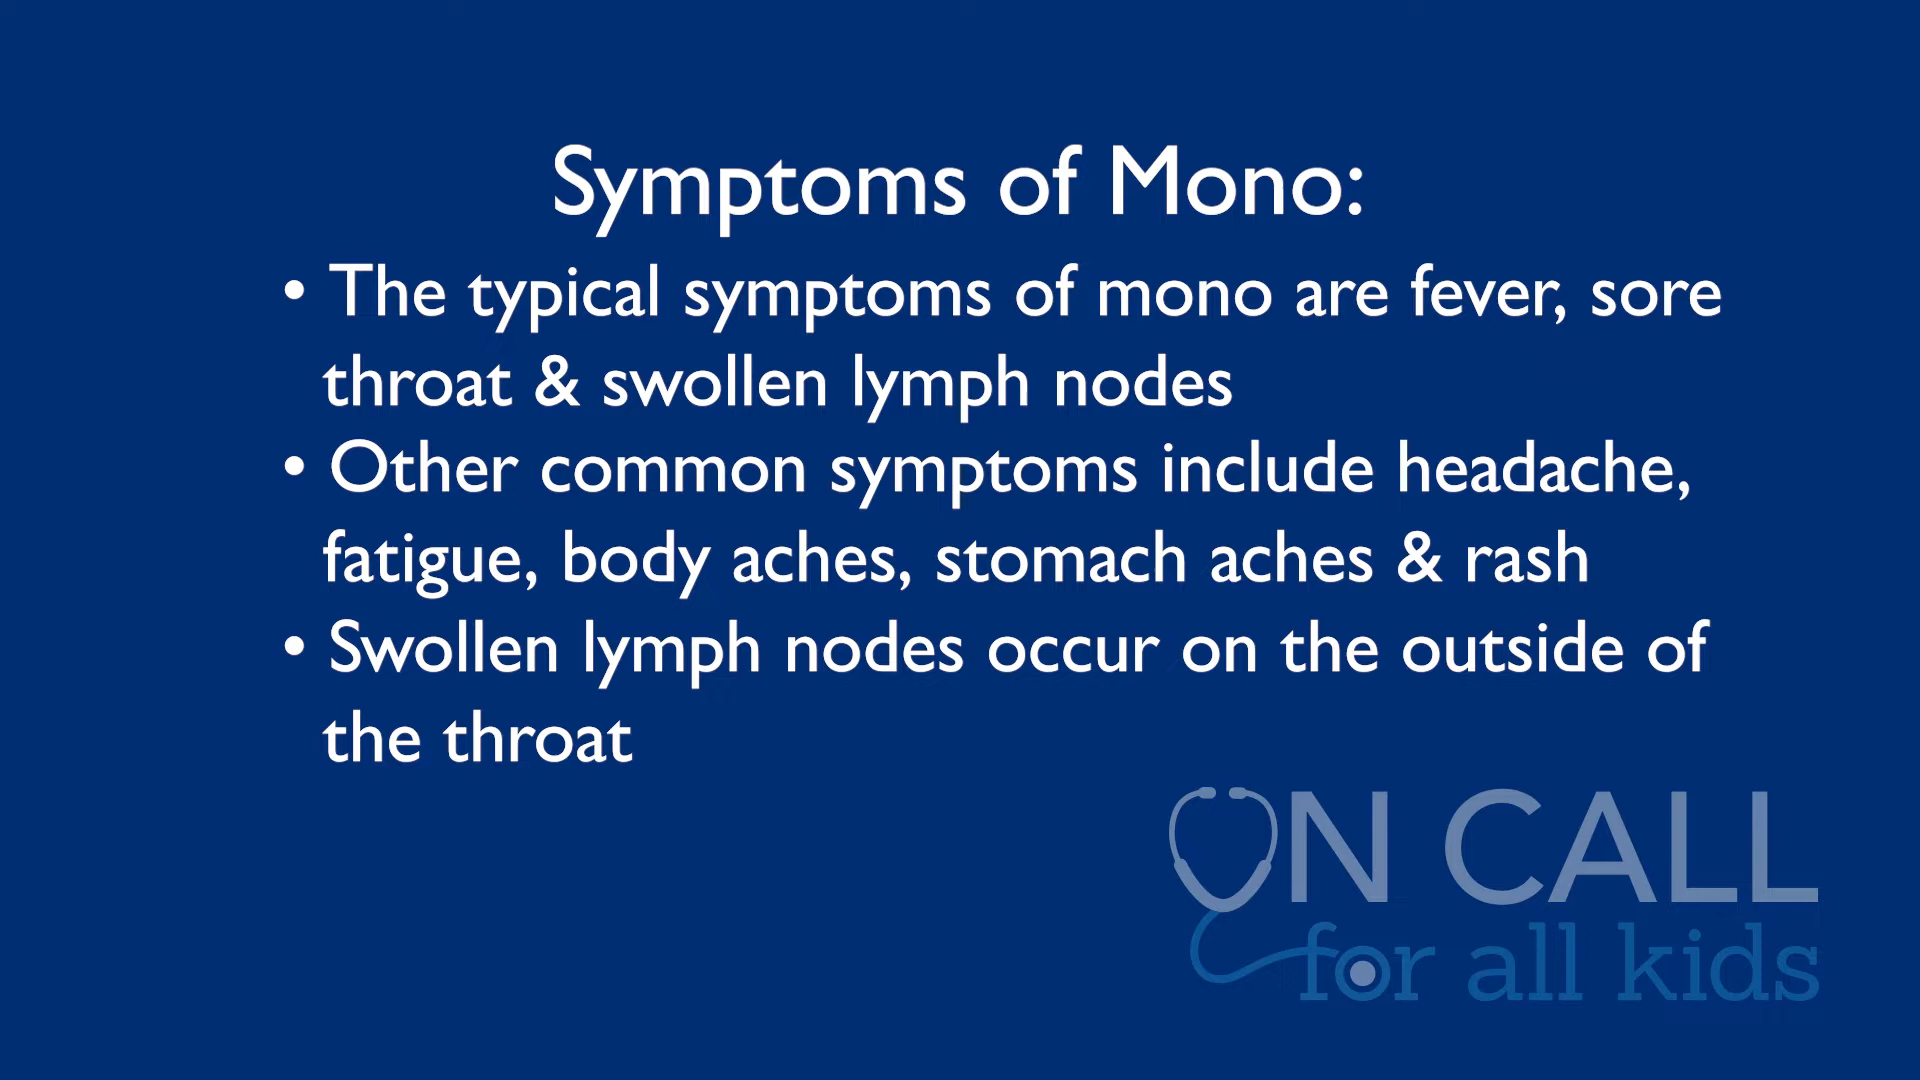 Symptoms of Mono:
• The typical symptoms of mono are fever, sore
throat & swollen lymph nodes
• Other common symptoms include headache,
fatigue, body aches, stomach aches & rash
• Swollen lymph nodes occur on the outside of
the throat
ON CALL
for all kids